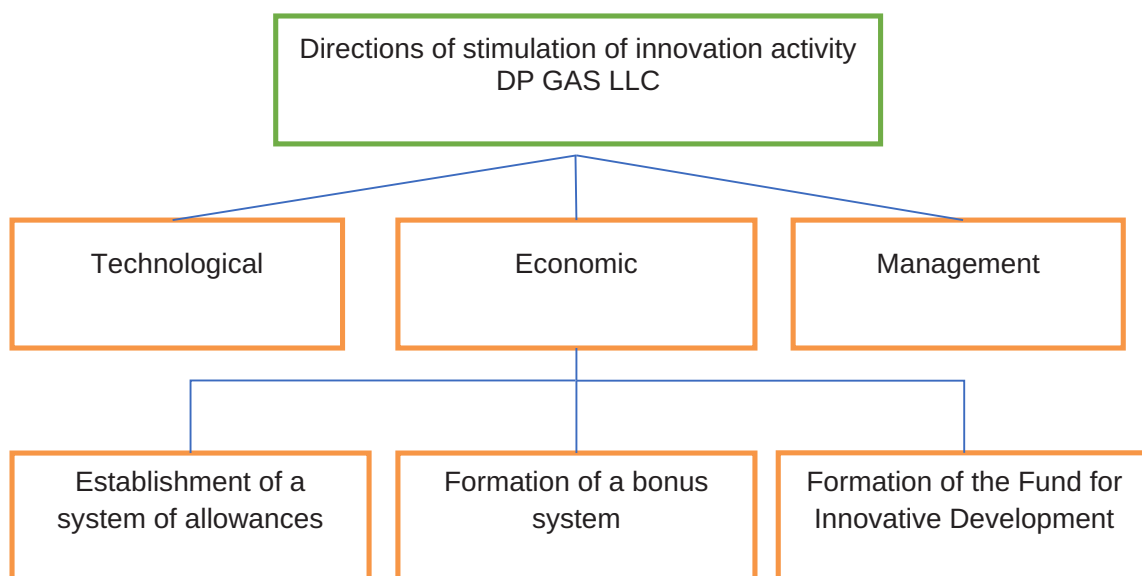 Directions of stimulation of innovation activity
DP GAS LLC
Technological
Economic
Management
Establishment of a
system of allowances
Formation of a bonus
system
Formation of the Fund for
Innovative Development